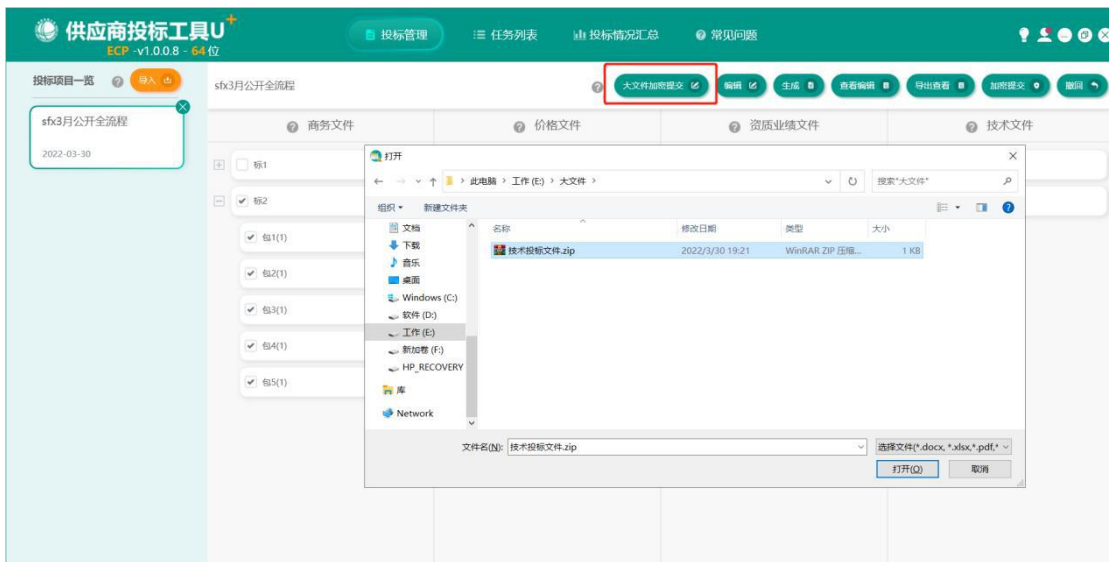 供应商投标工具U+
ECP -v1.0.0.8 - 64位
投标管理
任务列表
投标情况汇总
常见问题
投标项目一览
导入
sfx3月公开全流程
大文件加密提交
编辑
生成
查看编辑
导出查看
加密提交
撤回
stfx3月公开全流程
2022-03-30
商务文件
价格文件
资质业绩文件
技术文件
标1
标2
包1(1)
包2(1)
包3(1)
包4(1)
包5(1)
打开
此电脑 > 工作 (E:) > 大文件 >
搜索"大文件"
组织
新建文件夹
文档
下载
音乐
桌面
Windows (C:)
软件 (D:)
工作 (E:)
新加卷 (F:)
HP_RECOVERY
库
Network
名称 修改日期 类型 大小
技术投标文件.zip 2022/3/30 19:21 WinRAR ZIP 压缩... 1 KB
文件名(N): 技术投标文件.zip
选择文件(*.docx, *.xlsx,*.pdf,*
打开(O)
取消